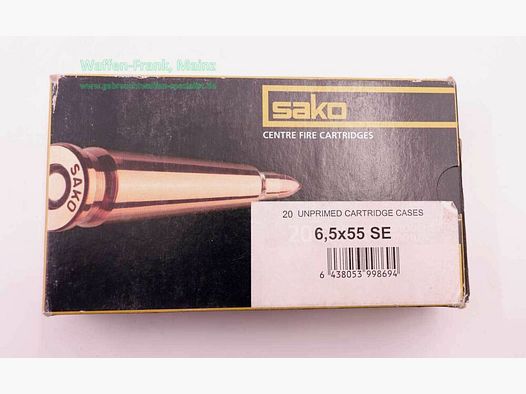 Waffen-Frank, Mainz
www.gebrauchtwaffen-spezialist.de
sako
CENTRE FIRE CARTRIDGES
SAKO
20 UNPRIMED CARTRIDGE CASES
6,5x55 SE
6 438053 998694